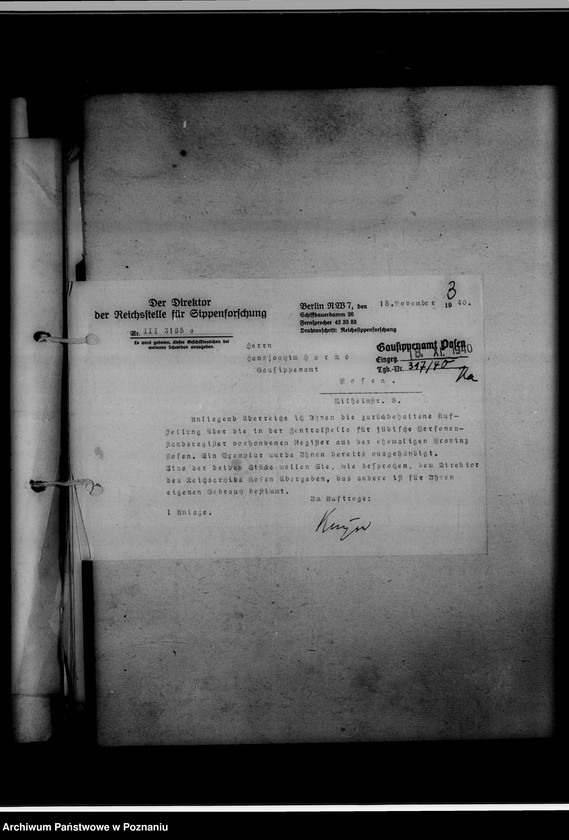 3
Der Direktor
der Reichsstelle für Sippenforschung
Nr. III 3165 a
Es wird gebeten, dieses Geschäftszeichen bei
weiteren Schreiben anzugeben.
Berlin NW 7, den 15. November 1940.
Schiffbauerdamm 26
Fernsprecher 42 33 83
Drahtanschrift: Reichssippenforschung
Herrn
Hansjoachim
Gausippenamt
Posen.
Wilhelmstr. 8.
Gausippenamt Posen
Eingeg. 18. XI. 1940
Tgb.-Nr. 317/40
Anliegend überreiche ich Ihnen die zurückbehaltene Auf-
stellung über die in der Zentralstelle für jüdische Personen-
standsregister vorhandenen Register aus der ehemaligen Provinz
Posen. Ein Exemplar wurde Ihnen bereits ausgehändigt.
Eins der beiden Stücke wollen Sie, wie besprochen, dem Direktor
des Reichsarchivs Posen übergeben, das andere ist für Ihren
eigenen Gebrauch bestimmt.
Im Auftrage:
1 Anlage.
Archiwum Państwowe w Poznaniu